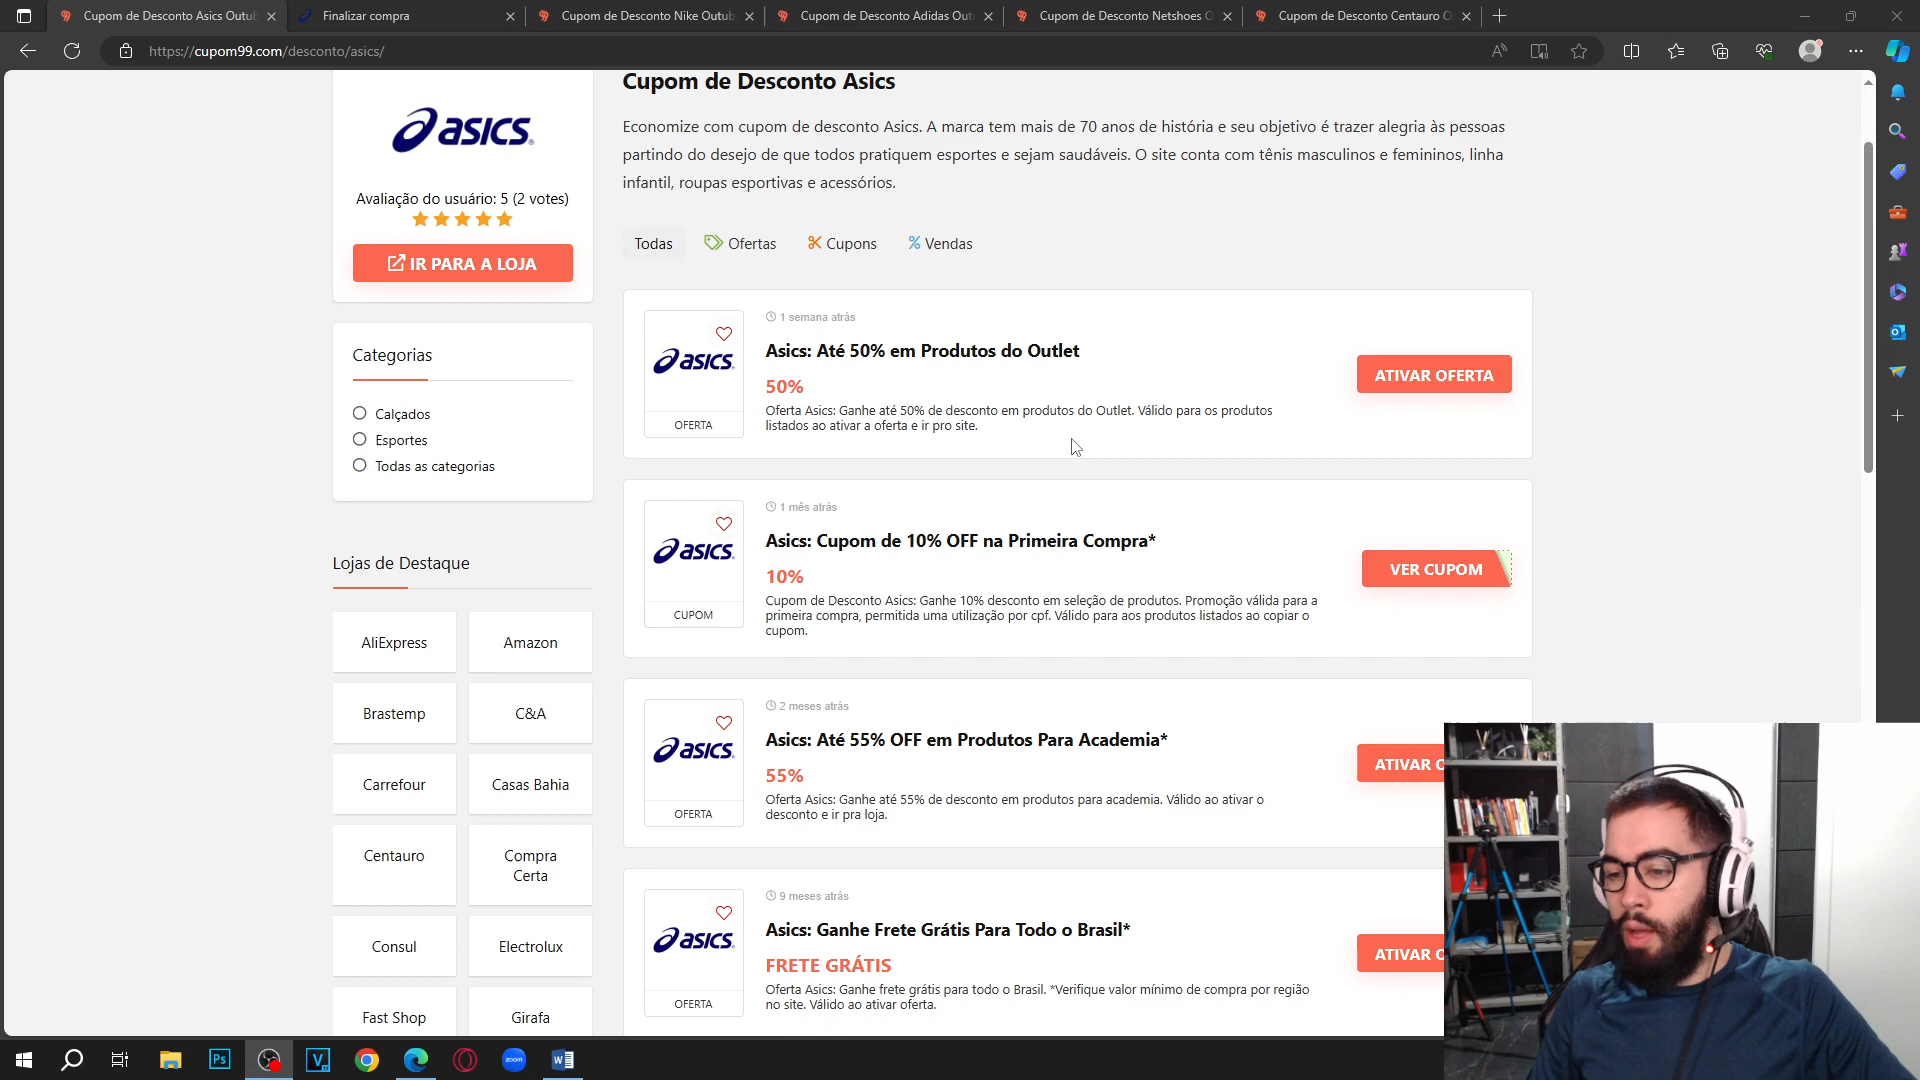 Cupom de Desconto Asics Outub
Finalizar compra
Cupom de Desconto Nike Outub
Cupom de Desconto Adidas Out
Cupom de Desconto Netshoes O
Cupom de Desconto Centauro O
https://cupom99.com/desconto/asics/
asics
Avaliação do usuário: 5 (2 votes)
IR PARA A LOJA
Categorias
Calçados
Esportes
Todas as categorias
Lojas de Destaque
AliExpress
Amazon
Brastemp
C&A
Carrefour
Casas Bahia
Centauro
Compra
Certa
Consul
Electrolux
Fast Shop
Girafa
Cupom de Desconto Asics
Economize com cupom de desconto Asics. A marca tem mais de 70 anos de história e seu objetivo é trazer alegria às pessoas
partindo do desejo de que todos pratiquem esportes e sejam saudáveis. O site conta com tênis masculinos e femininos, linha
infantil, roupas esportivas e acessórios.
Todas
Ofertas
Cupons
Vendas
asics
OFERTA
1 semana atrás
Asics: Até 50% em Produtos do Outlet
50%
Oferta Asics: Ganhe até 50% de desconto em produtos do Outlet. Válido para os produtos
listados ao ativar a oferta e ir pro site.
ATIVAR OFERTA
asics
CUPOM
1 mês atrás
Asics: Cupom de 10% OFF na Primeira Compra*
10%
Cupom de Desconto Asics: Ganhe 10% desconto em seleção de produtos. Promoção válida para a
primeira compra, permitida uma utilização por cpf. Válido para aos produtos listados ao copiar o
cupom.
VER CUPOM
asics
OFERTA
2 meses atrás
Asics: Até 55% OFF em Produtos Para Academia*
55%
Oferta Asics: Ganhe até 55% de desconto em produtos para academia. Válido ao ativar o
desconto e ir pra loja.
ATIVAR O
asics
OFERTA
9 meses atrás
Asics: Ganhe Frete Grátis Para Todo o Brasil*
FRETE GRÁTIS
Oferta Asics: Ganhe frete grátis para todo o Brasil. *Verifique valor mínimo de compra por região
no site. Válido ao ativar oferta.
ATIVAR O
Ps
V
zoom
W